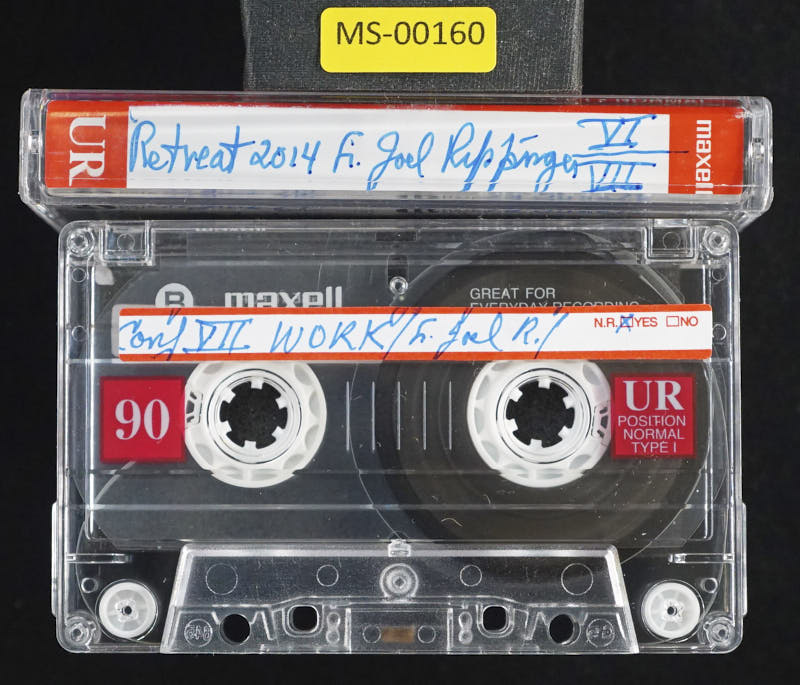 MS-00160
UR
Retreat 2014 Fr. Joel Rippinger VI
VII
maxell
B maxell
GREAT FOR
EVERYDAY RECORDING
Conf VII "WORK"/Fr. Joel R./
N.R. YES NO
90
UR
POSITION
NORMAL
TYPE I